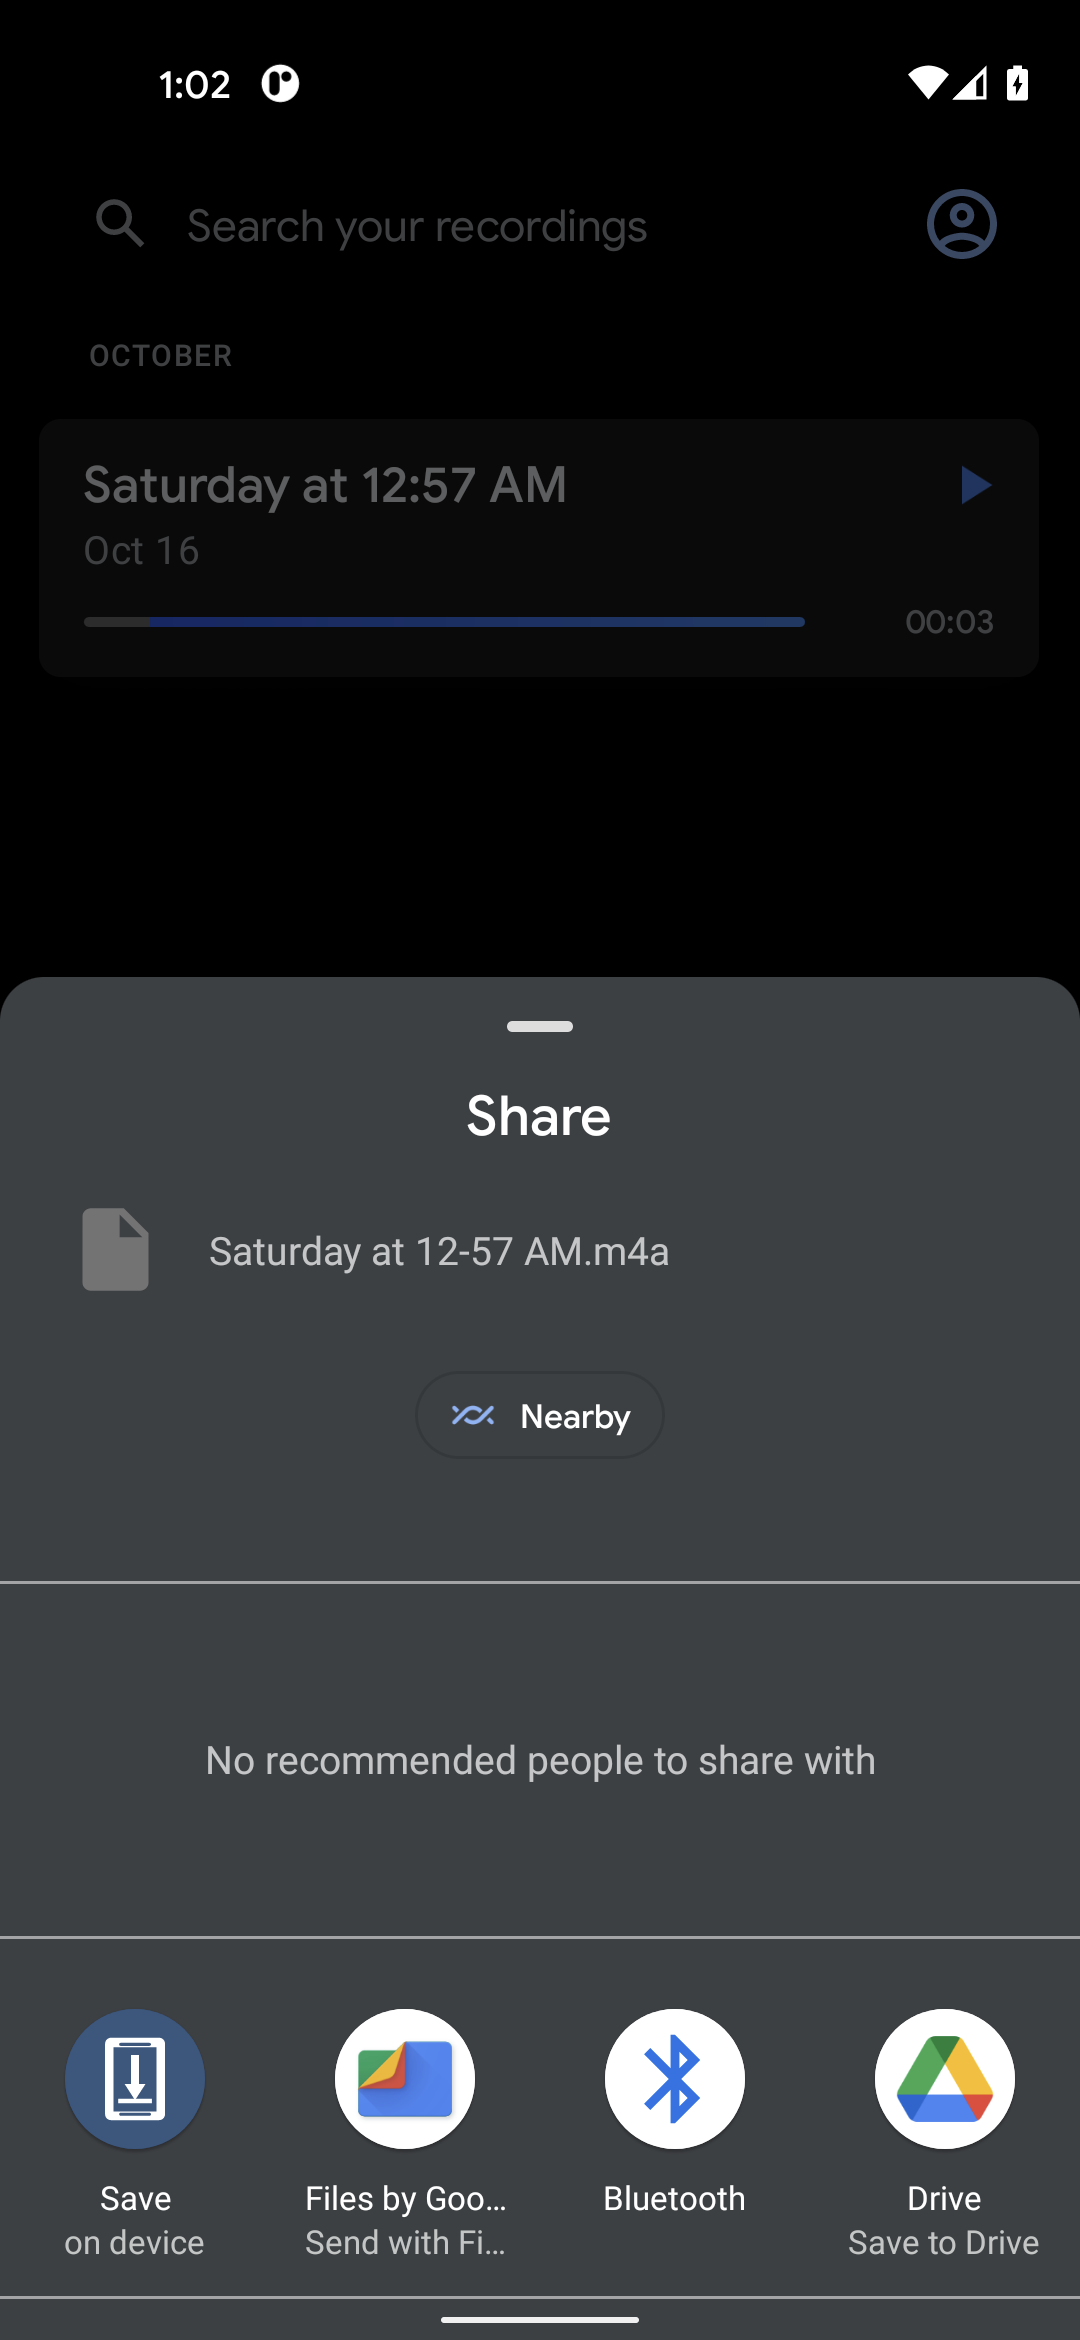 1:02
Search your recordings
OCTOBER
Saturday at 12:57 AM
Oct 16
00:03
Share
Saturday at 12-57 AM.m4a
Nearby
No recommended people to share with
Save
on device
Files by Goo...
Send with Fi...
Bluetooth
Drive
Save to Drive